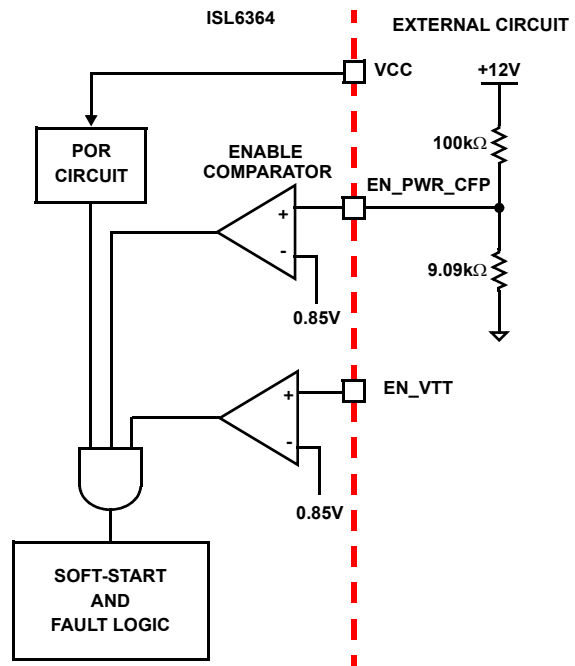 ISL6364
EXTERNAL CIRCUIT
VCC
+12V
POR
CIRCUIT
ENABLE
COMPARATOR
100kΩ
EN_PWR_CFP
+
-
9.09kΩ
0.85V
EN_VTT
+
-
0.85V
SOFT-START
AND
FAULT LOGIC